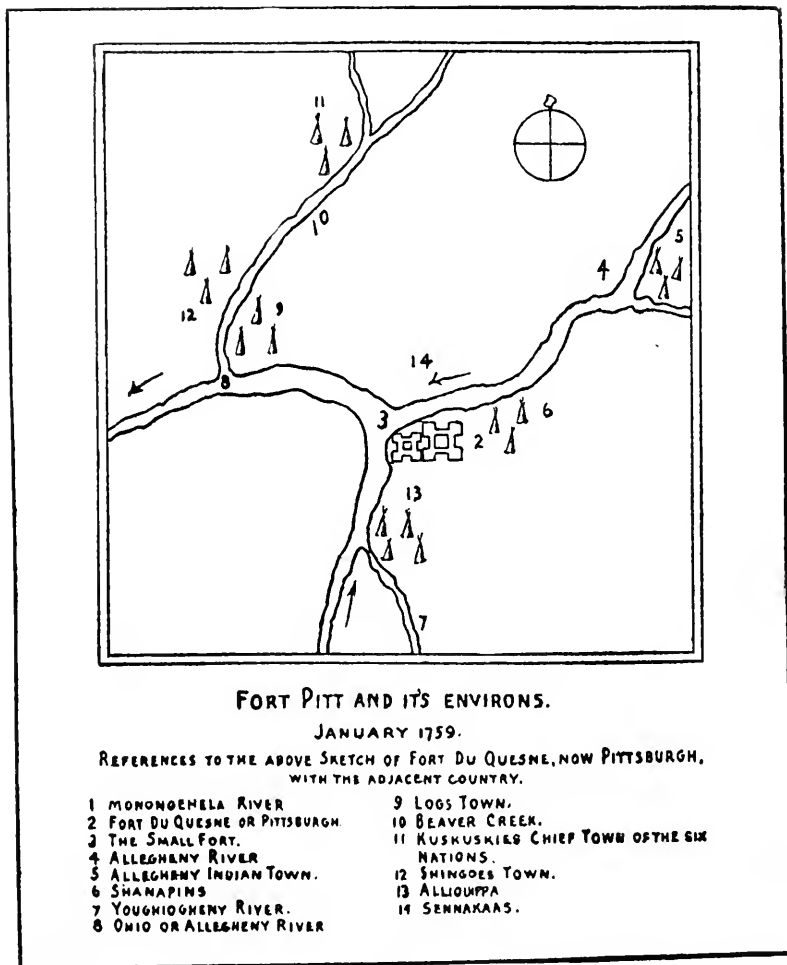 11
10
12
9
8
5
4
14
3
2
6
13
7
FORT PITT AND IT'S ENVIRONS.
JANUARY 1759.
REFERENCES TO THE ABOVE SKETCH OF FORT DU QUESNE, NOW PITTSBURGH,
WITH THE ADJACENT COUNTRY.
1 MONONGEHELA RIVER
2 FORT DU QUESNE OR PITTSBURGH
3 THE SMALL FORT.
4 ALLEGHENY RIVER
5 ALLEGHENY INDIAN TOWN.
6 SHANAPINS
7 YOUGHIOGHENY RIVER.
8 OHIO OR ALLEGHENY RIVER
9 LOGS TOWN.
10 BEAVER CREEK.
11 KUSKUSKIES CHIEF TOWN OF THE SIX
NATIONS.
12 SHINGOES TOWN.
13 ALLIQUIPPA
14 SENNAKAAS.